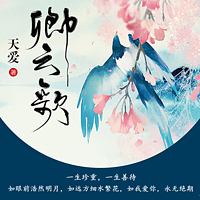 卿云歌
天爱
著
一生珍重，一生善待
如眼前浩然明月，如远方细水繁花，如我爱你，永无绝期